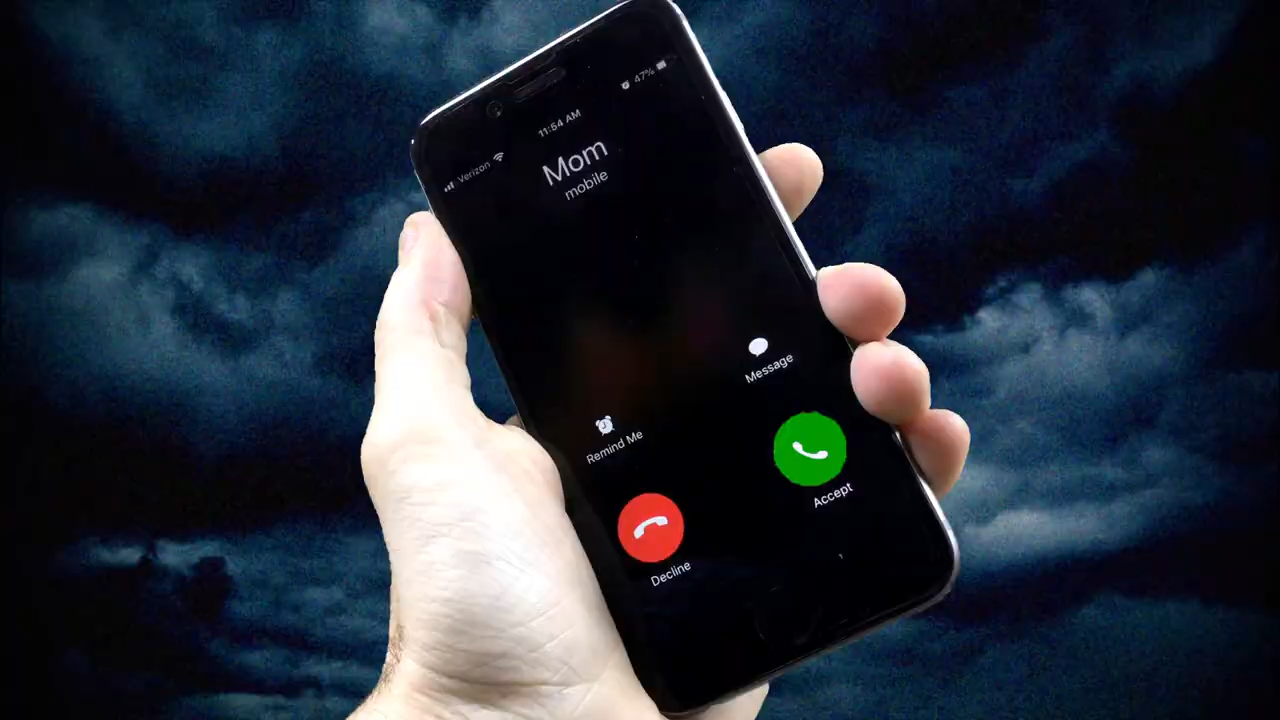 Verizon
11:54 AM
47%
Mom
mobile
Message
Remind Me
Accept
Decline